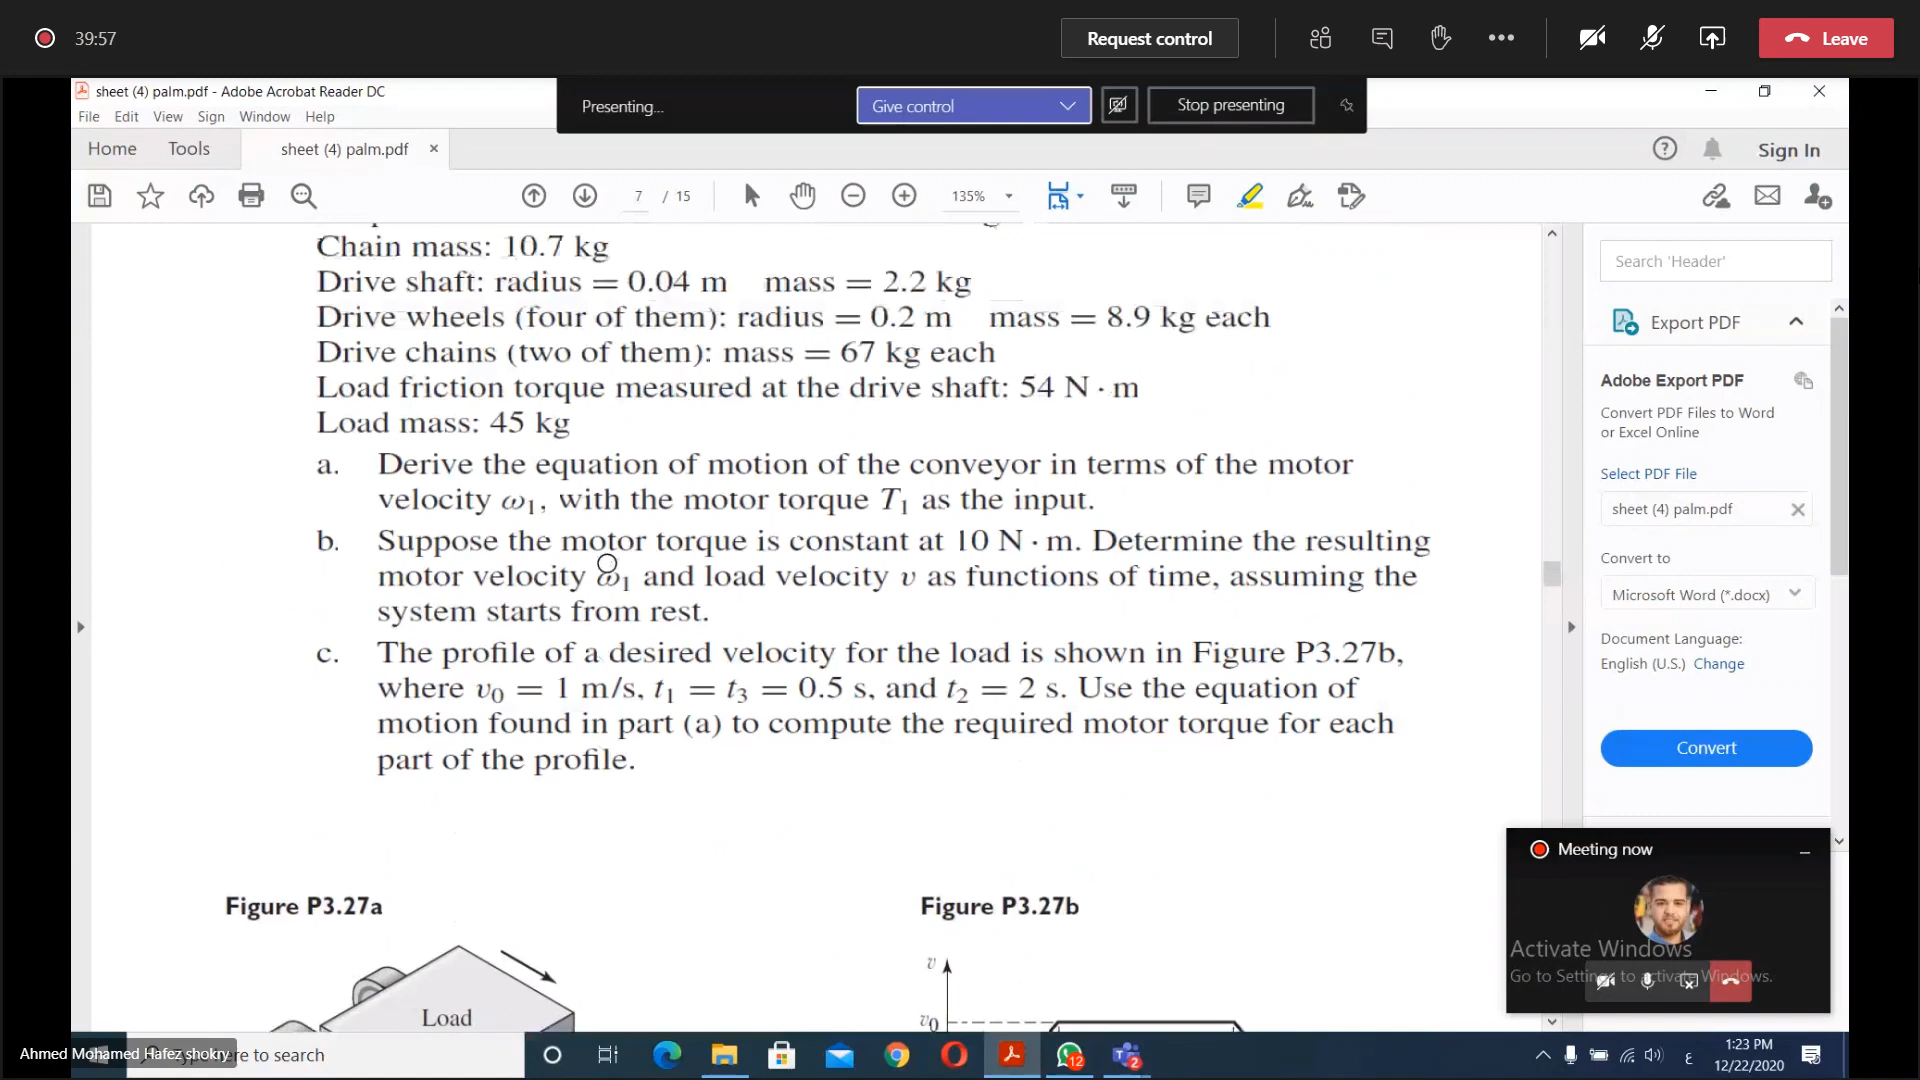 39:57
Request control
Leave
sheet (4) palm.pdf - Adobe Acrobat Reader DC
Presenting...
Give control
Stop presenting
File Edit View Sign Window Help
Home Tools sheet (4) palm.pdf ×
Sign In
7 / 15
135%
Chain mass: 10.7 kg
Drive shaft: radius = 0.04 m mass = 2.2 kg
Drive wheels (four of them): radius = 0.2 m mass = 8.9 kg each
Drive chains (two of them): mass = 67 kg each
Load friction torque measured at the drive shaft: 54 N · m
Load mass: 45 kg
a. Derive the equation of motion of the conveyor in terms of the motor
velocity ω₁, with the motor torque T₁ as the input.
b. Suppose the motor torque is constant at 10 N · m. Determine the resulting
motor velocity ω₁ and load velocity v as functions of time, assuming the
system starts from rest.
c. The profile of a desired velocity for the load is shown in Figure P3.27b,
where v₀ = 1 m/s, t₁ = t₃ = 0.5 s, and t₂ = 2 s. Use the equation of
motion found in part (a) to compute the required motor torque for each
part of the profile.
Figure P3.27a
Figure P3.27b
Load
v
v₀
Search 'Header'
Export PDF
Adobe Export PDF
Convert PDF Files to Word
or Excel Online
Select PDF File
sheet (4) palm.pdf
Convert to
Microsoft Word (*.docx)
Document Language:
English (U.S.) Change
Convert
Meeting now
Activate Windows
Go to Settings to activate Windows.
Ahmed Mohamed Hafez shokry
here to search
12
2
ع
1:23 PM
12/22/2020